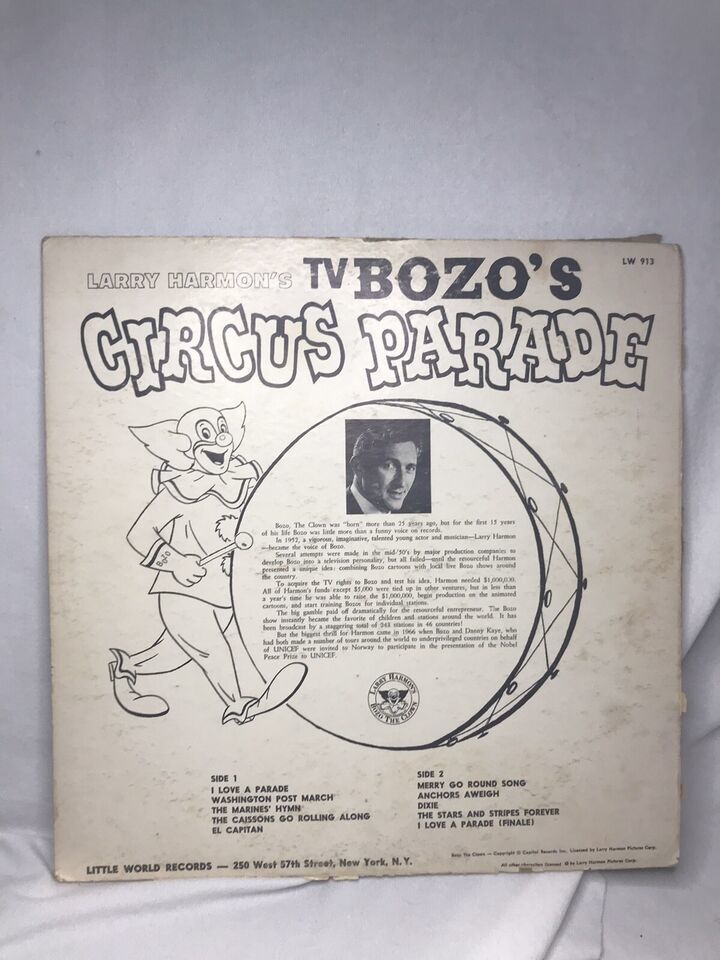 LARRY HARMON'S TV BOZO'S
LW 913
CIRCUS PARADE
Bozo
Bozo, The Clown was "born" more than 25 years ago, but for the first 15 years
of his life Bozo was little more than a funny voice on records.
In 1952, a vigorous, imaginative, talented young actor and musician—Larry Harmon
—became the voice of Bozo.
Several attempts were made in the mid/50's by major production companies to
develop Bozo into a television personality, but all failed—until the resourceful Harmon
presented a unique idea: combining Bozo cartoons with local live Bozo shows around
the country.
To acquire the TV rights to Bozo and test his idea, Harmon needed $1,000,000.
All of Harmon's funds except $5,000 were tied up in other ventures, but in less than
a year's time he was able to raise the $1,000,000, begin production on the animated
cartoons, and start training Bozos for individual stations.
The big gamble paid off dramatically for the resourceful entrepreneur. The Bozo
show instantly became the favorite of children and stations around the world. It has
been broadcast by a staggering total of 243 stations in 46 countries!
But the biggest thrill for Harmon came in 1966 when Bozo and Danny Kaye, who
had both made a number of tours around the world to underprivileged countries on behalf
of UNICEF were invited to Norway to participate in the presentation of the Nobel
Peace Prize to UNICEF.
LARRY HARMON'S
BOZO THE CLOWN
SIDE 1
I LOVE A PARADE
WASHINGTON POST MARCH
THE MARINES' HYMN
THE CAISSONS GO ROLLING ALONG
EL CAPITAN
SIDE 2
MERRY GO ROUND SONG
ANCHORS AWEIGH
DIXIE
THE STARS AND STRIPES FOREVER
I LOVE A PARADE (FINALE)
LITTLE WORLD RECORDS — 250 West 57th Street, New York, N.Y.
Bozo The Clown — Copyright © Capitol Records Inc. Licensed by Larry Harmon Pictures Corp.
All other characters licensed © by Larry Harmon Pictures Corp.